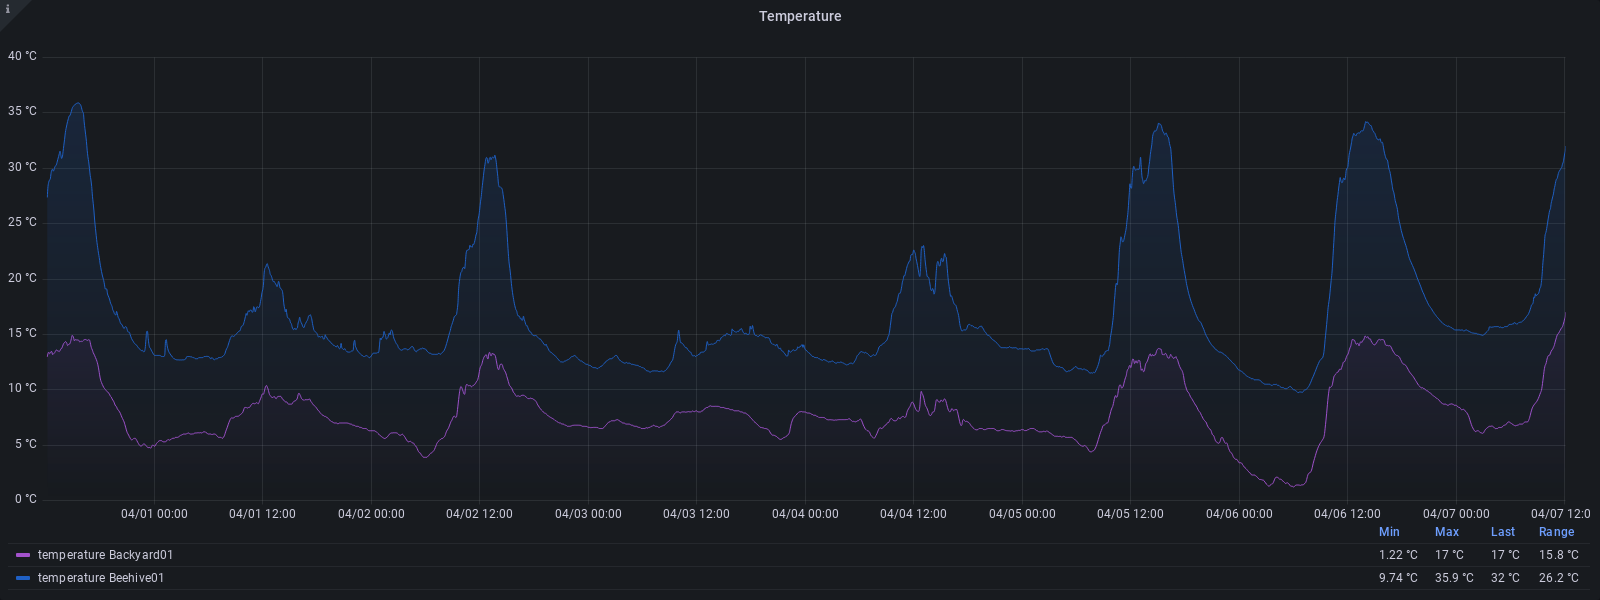 i
Temperature
40 °C
35 °C
30 °C
25 °C
20 °C
15 °C
10 °C
5 °C
0 °C
04/01 00:00 04/01 12:00 04/02 00:00 04/02 12:00 04/03 00:00 04/03 12:00 04/04 00:00 04/04 12:00 04/05 00:00 04/05 12:00 04/06 00:00 04/06 12:00 04/07 00:00 04/07 12:0
Min Max Last Range
temperature Backyard01 1.22 °C 17 °C 17 °C 15.8 °C
temperature Beehive01 9.74 °C 35.9 °C 32 °C 26.2 °C